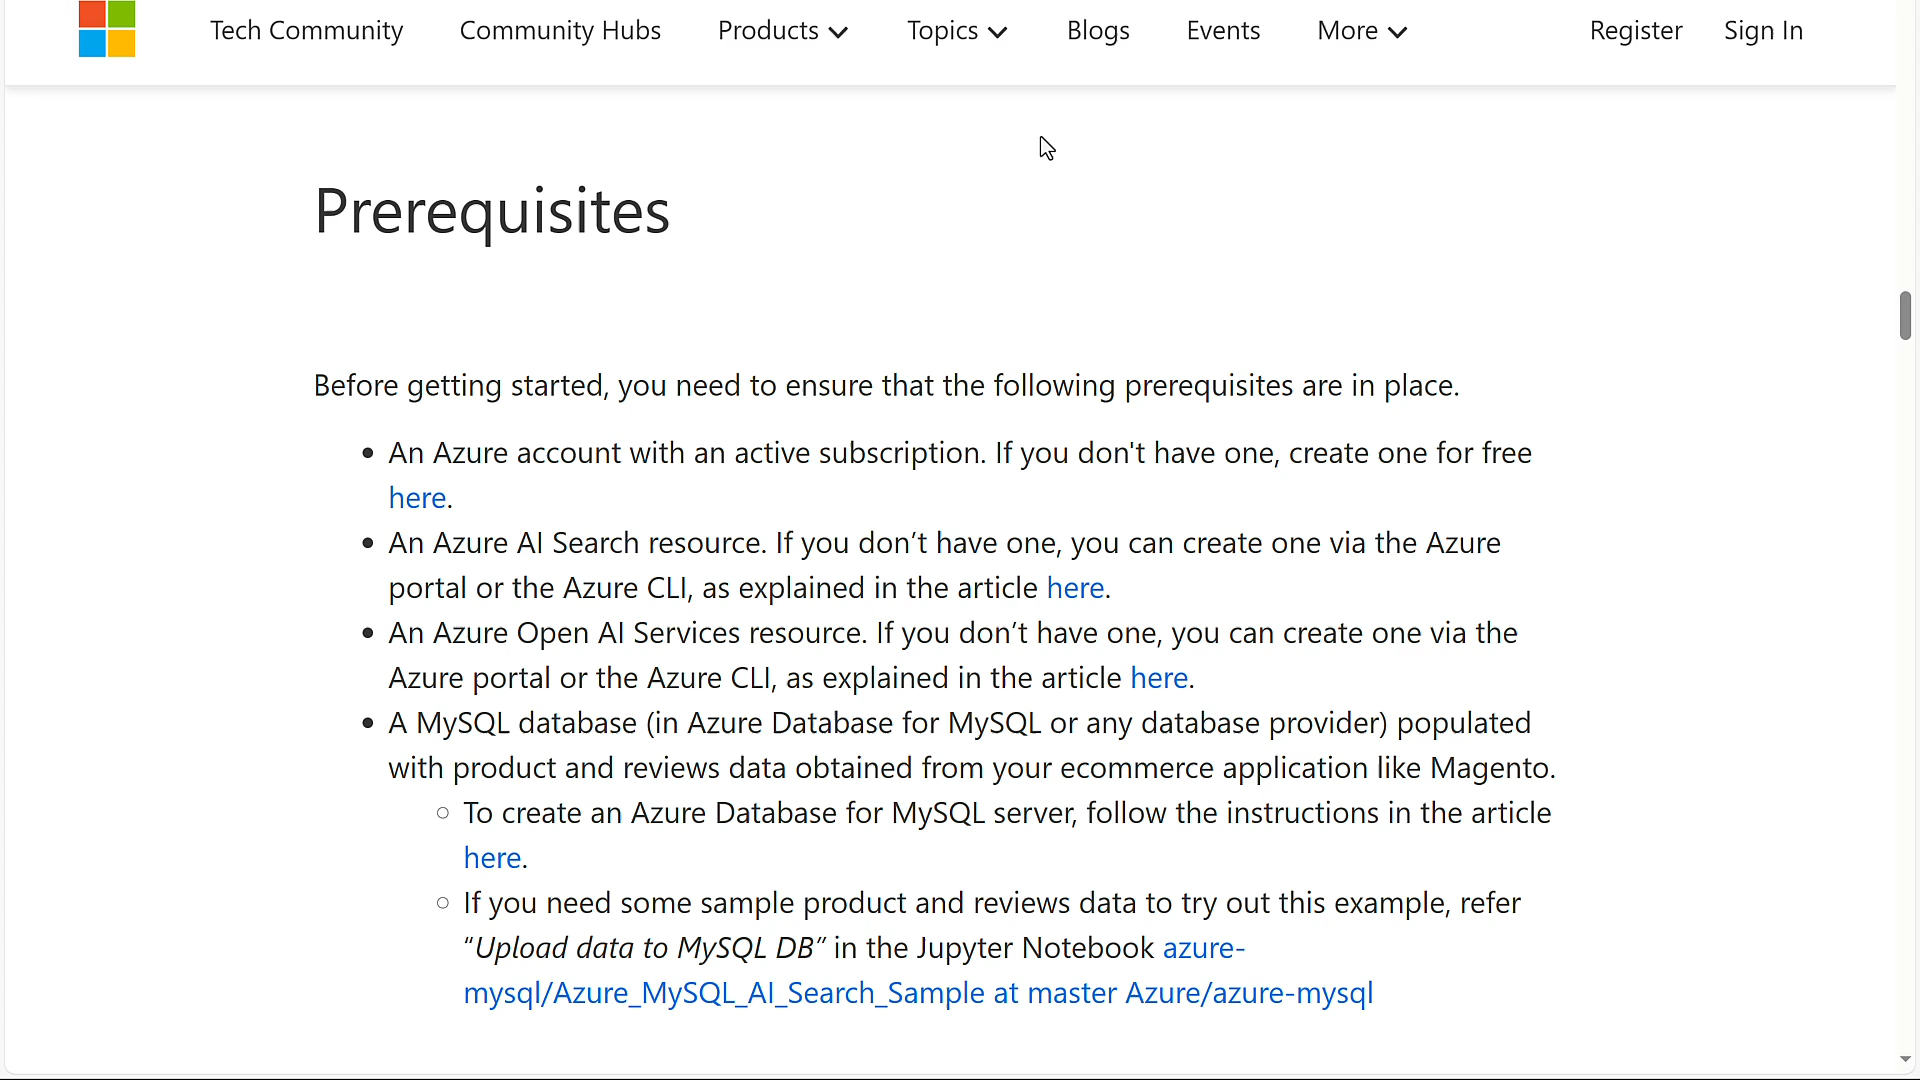 Tech Community Community Hubs Products Topics Blogs Events More Register Sign In
Prerequisites
Before getting started, you need to ensure that the following prerequisites are in place.
An Azure account with an active subscription. If you don't have one, create one for free
here.
An Azure AI Search resource. If you don’t have one, you can create one via the Azure
portal or the Azure CLI, as explained in the article here.
An Azure Open AI Services resource. If you don’t have one, you can create one via the
Azure portal or the Azure CLI, as explained in the article here.
A MySQL database (in Azure Database for MySQL or any database provider) populated
with product and reviews data obtained from your ecommerce application like Magento.
To create an Azure Database for MySQL server, follow the instructions in the article
here.
If you need some sample product and reviews data to try out this example, refer
“Upload data to MySQL DB” in the Jupyter Notebook azure-
mysql/Azure_MySQL_AI_Search_Sample at master Azure/azure-mysql